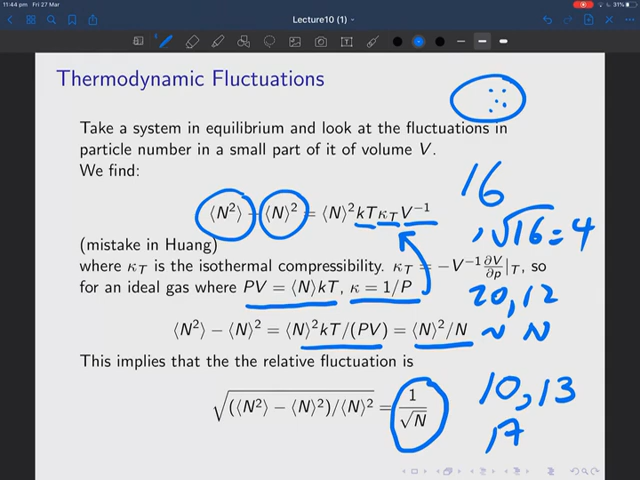 11:44 pm Fri 27 Mar
31%
Lecture10 (1)
Thermodynamic Fluctuations
Take a system in equilibrium and look at the fluctuations in
particle number in a small part of it of volume V.
We find:
⟨N²⟩ − ⟨N⟩² = ⟨N⟩²kTκ_T V⁻¹
(mistake in Huang)
where κ_T is the isothermal compressibility. κ_T = −V⁻¹ ∂V/∂p|_T, so
for an ideal gas where PV = ⟨N⟩kT, κ = 1/P
⟨N²⟩ − ⟨N⟩² = ⟨N⟩²kT/(PV) = ⟨N⟩²/N
This implies that the the relative fluctuation is
√((⟨N²⟩ − ⟨N⟩²)/⟨N⟩²) = 1/√N
16
, √16 = 4
20, 12
~ N
10, 13
, 17